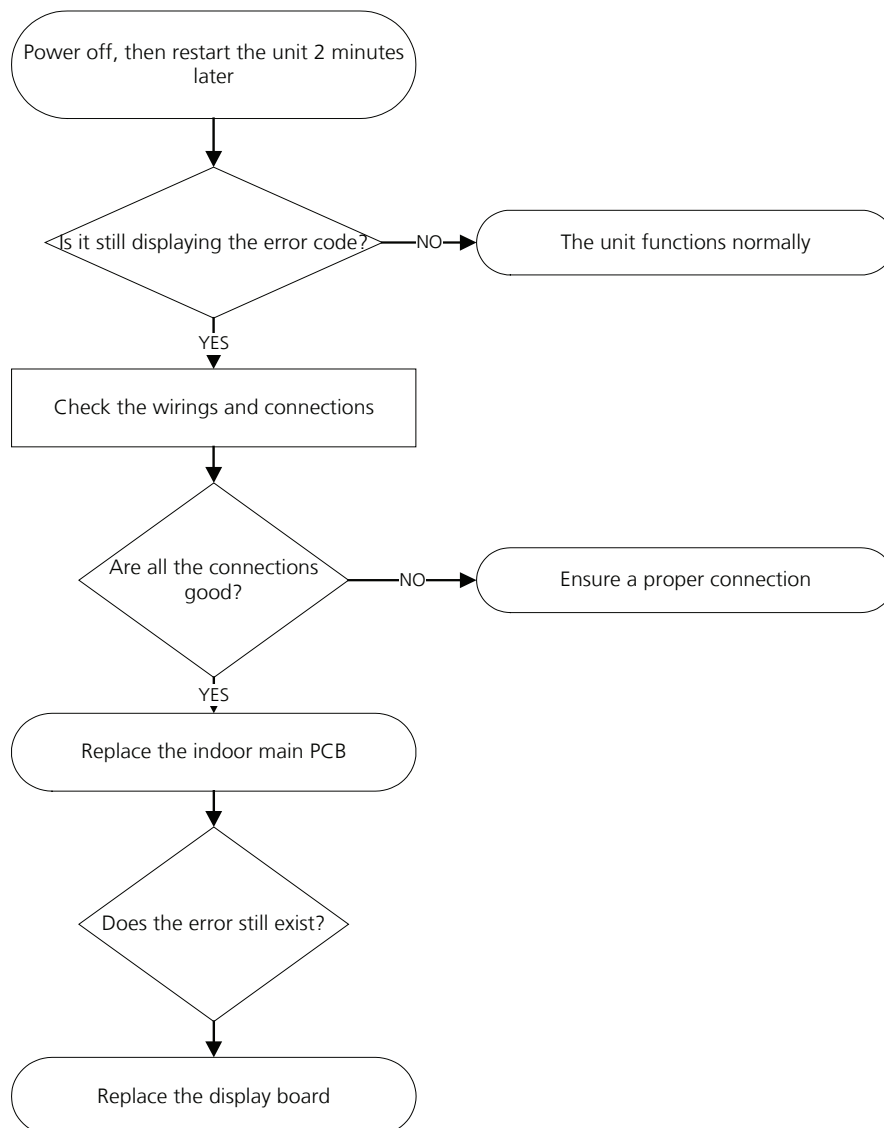 Power off, then restart the unit 2 minutes
later
Is it still displaying the error code?
NO
The unit functions normally
YES
Check the wirings and connections
Are all the connections
good?
NO
Ensure a proper connection
YES
Replace the indoor main PCB
Does the error still exist?
Replace the display board